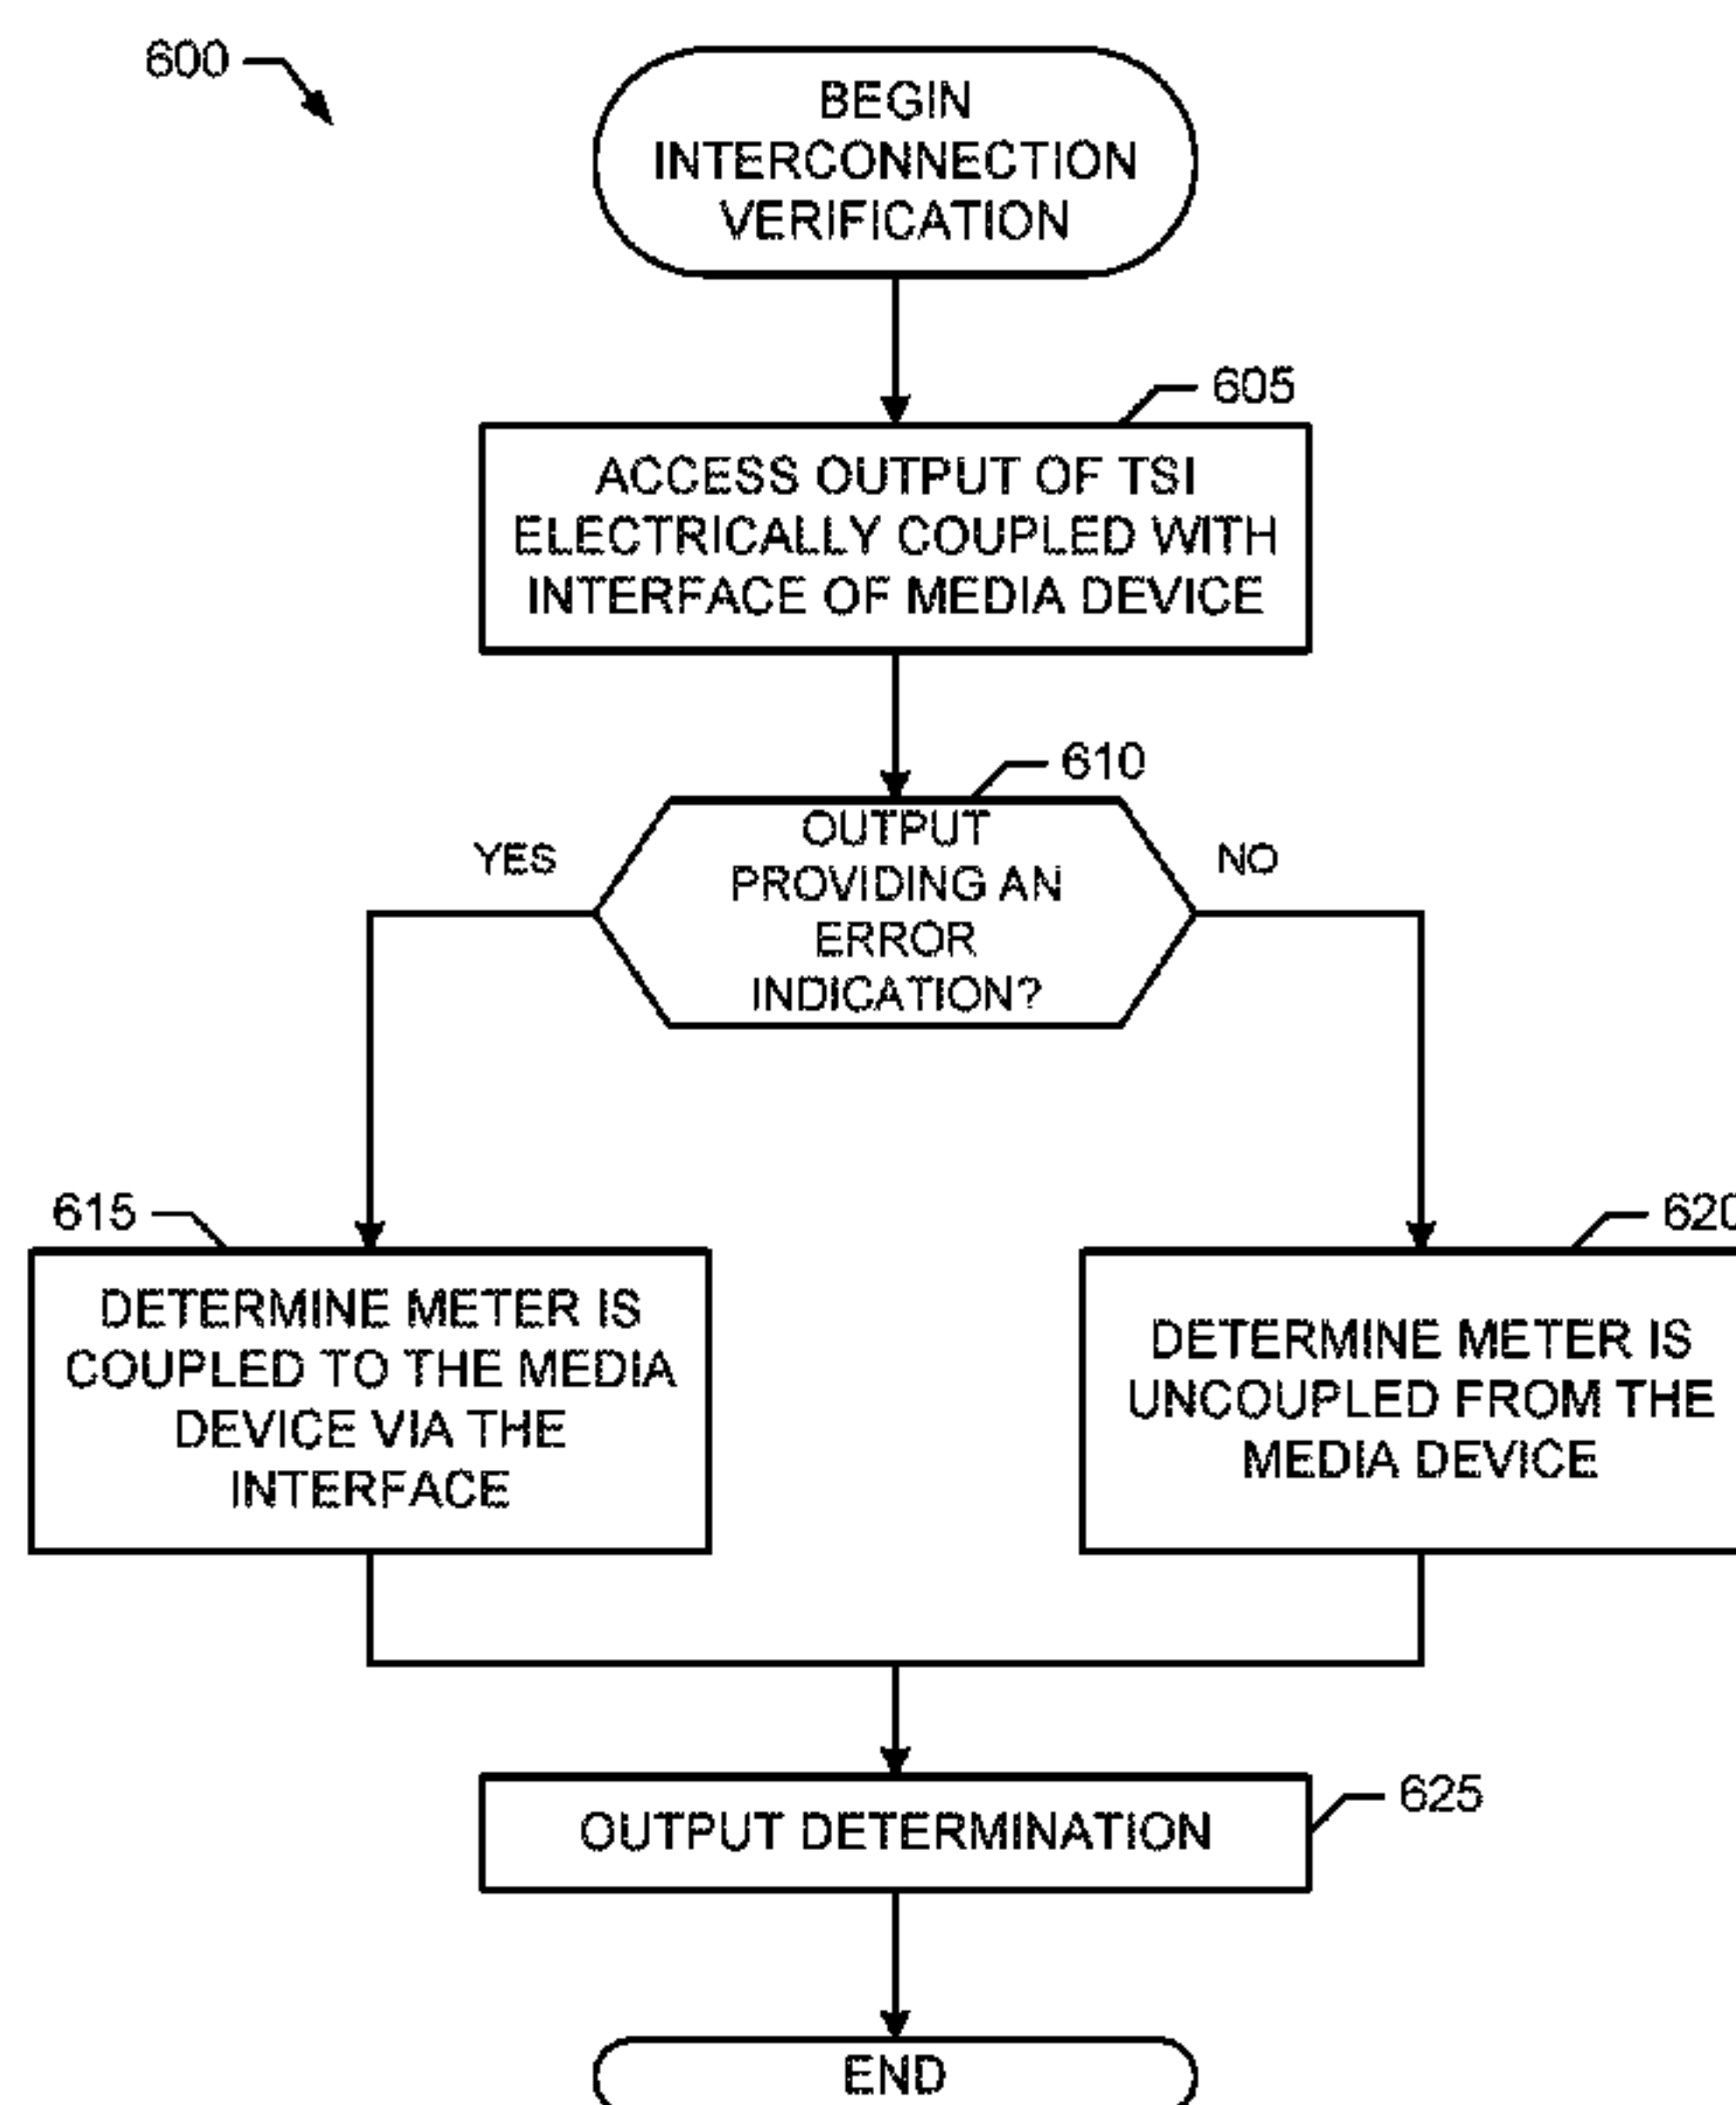 600
BEGIN
INTERCONNECTION
VERIFICATION
605
ACCESS OUTPUT OF TSI
ELECTRICALLY COUPLED WITH
INTERFACE OF MEDIA DEVICE
610
OUTPUT
PROVIDING AN
ERROR
INDICATION?
YES
NO
615
DETERMINE METER IS
COUPLED TO THE MEDIA
DEVICE VIA THE
INTERFACE
620
DETERMINE METER IS
UNCOUPLED FROM THE
MEDIA DEVICE
625
OUTPUT DETERMINATION
END